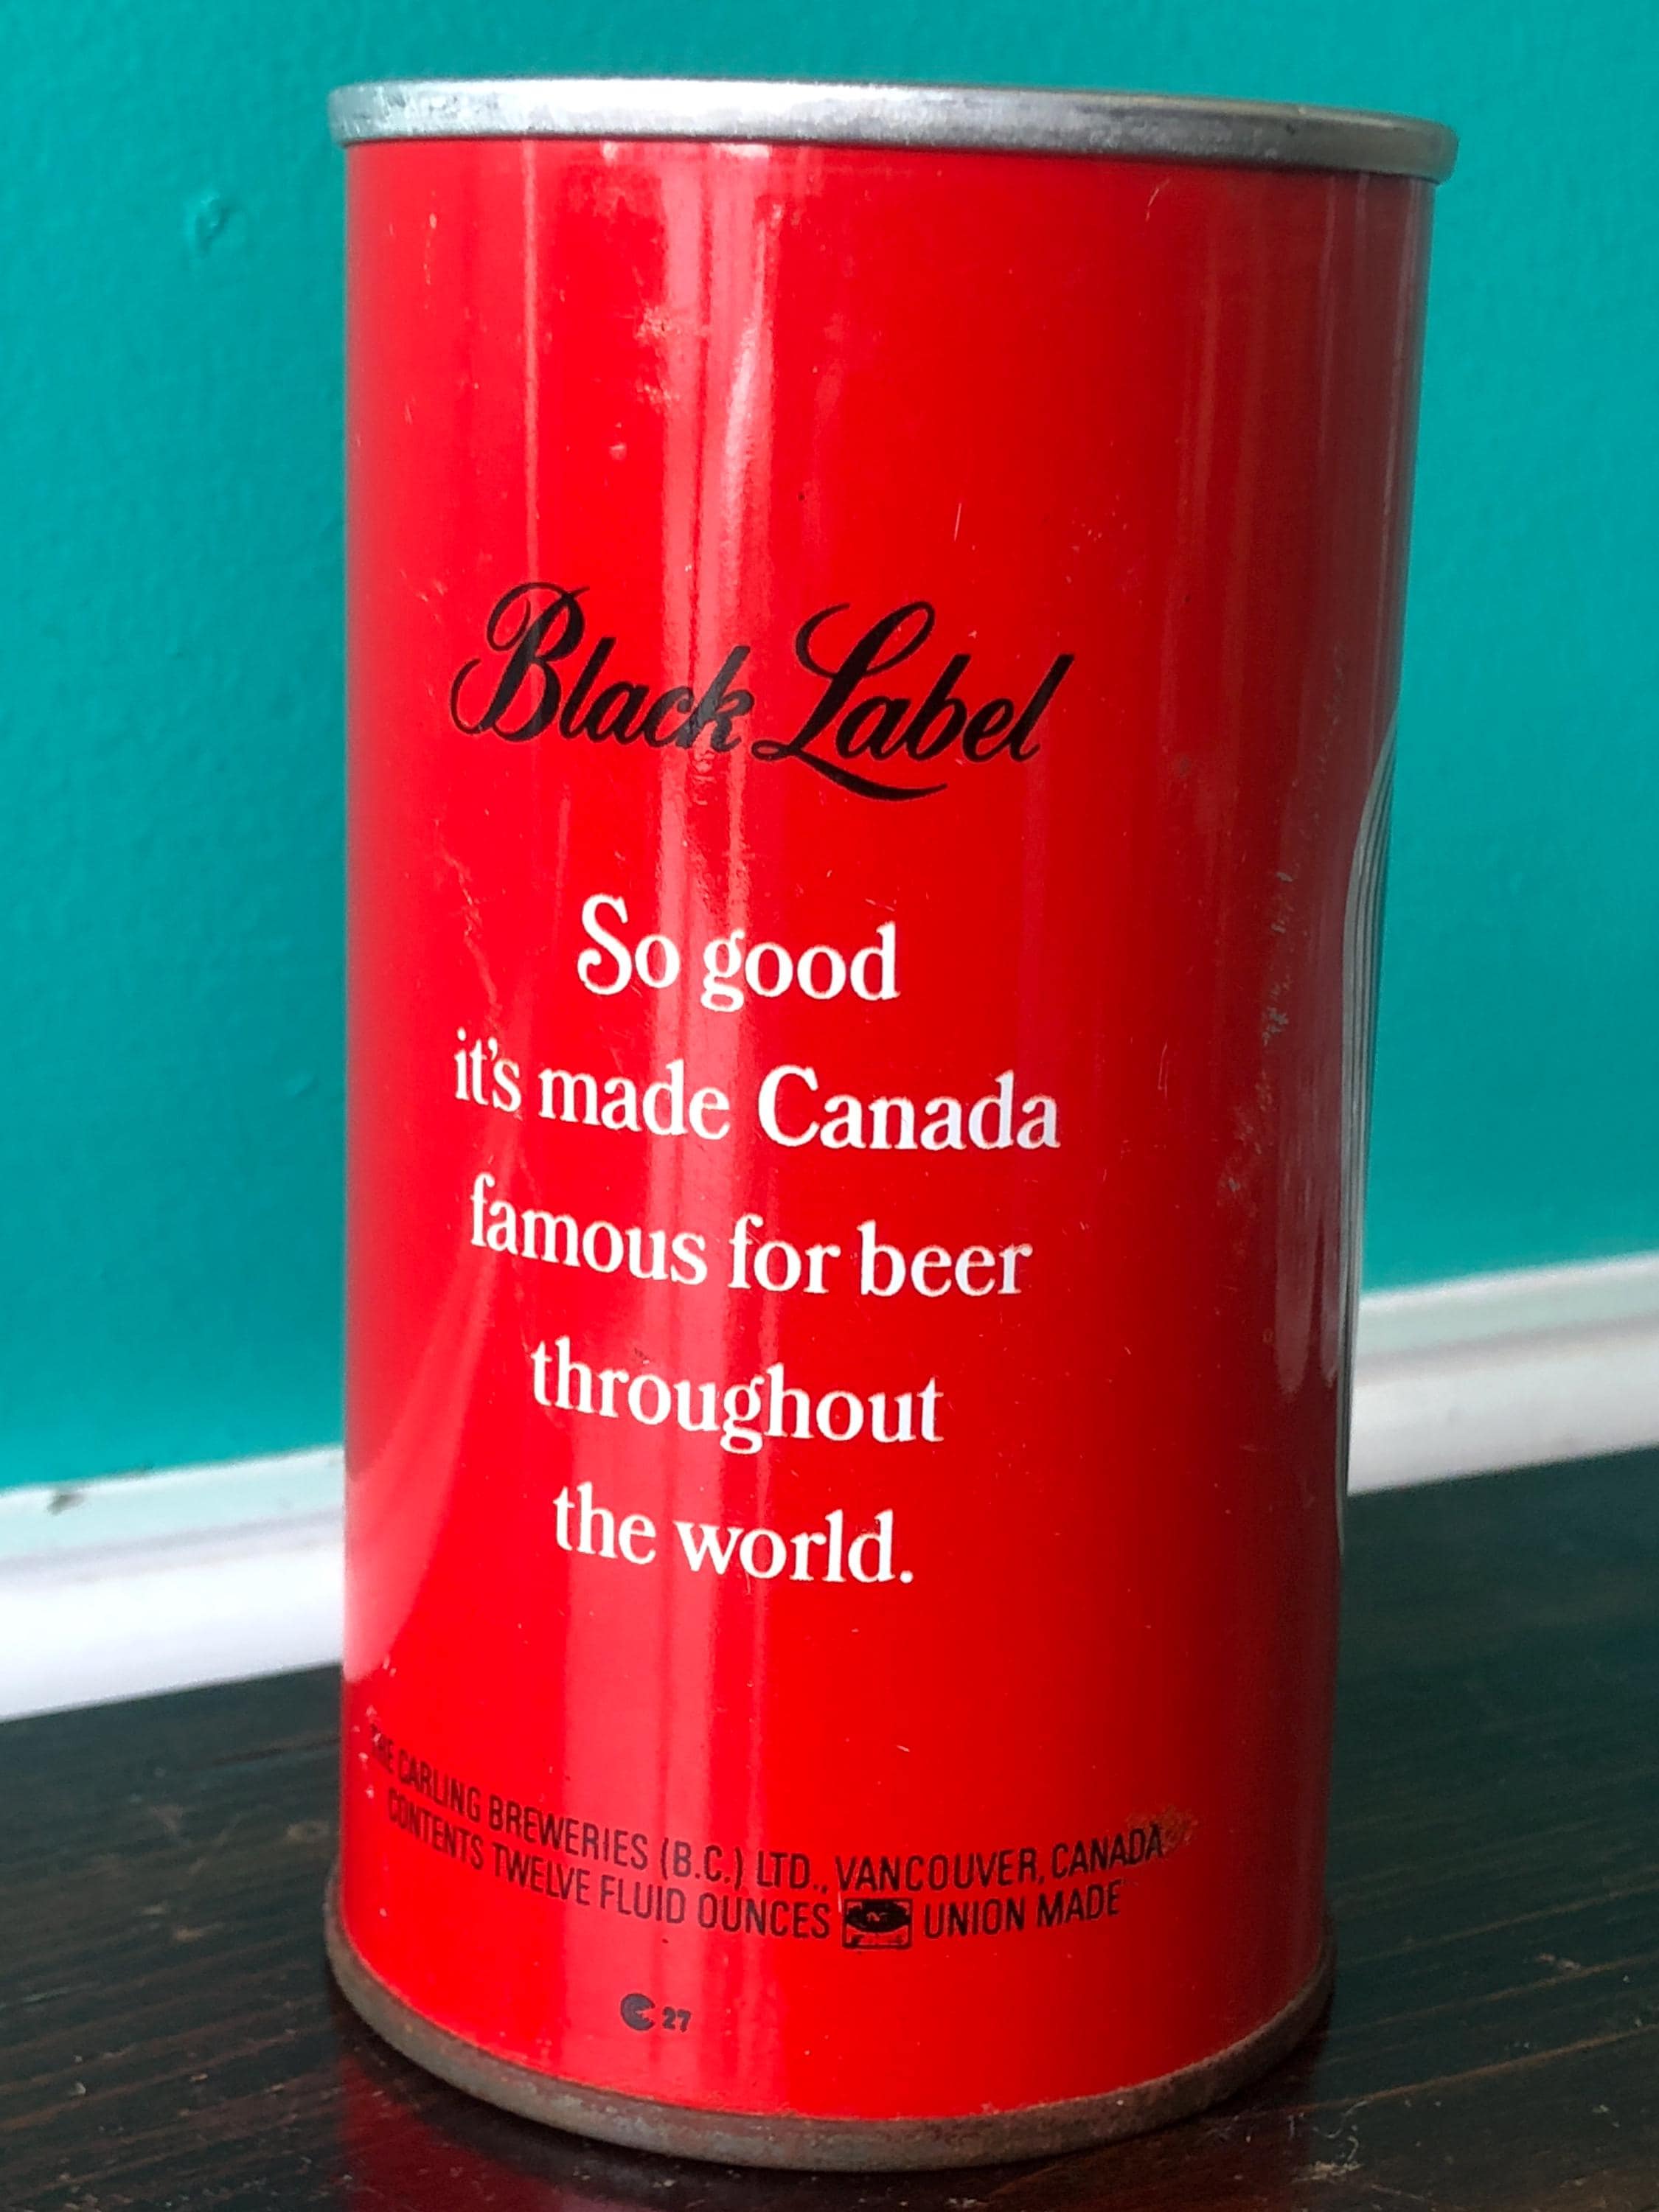 Black Label
So good
it's made Canada
famous for beer
throughout
the world.
THE CARLING BREWERIES (B.C.) LTD., VANCOUVER, CANADA
CONTENTS TWELVE FLUID OUNCES UNION MADE
27